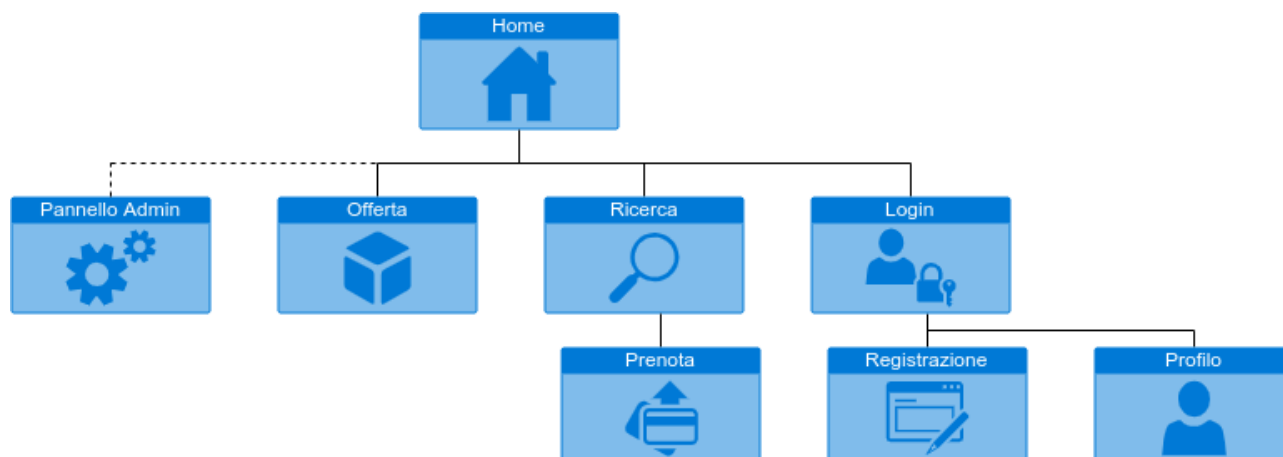 Home
Pannello Admin
Offerta
Ricerca
Login
Prenota
Registrazione
Profilo